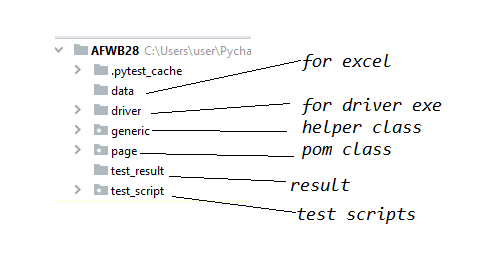 AFWB28 C:\Users\user\Pycha
.pytest_cache
data
for excel
driver
for driver exe
generic
helper class
page
pom class
test_result
result
test_script
test scripts